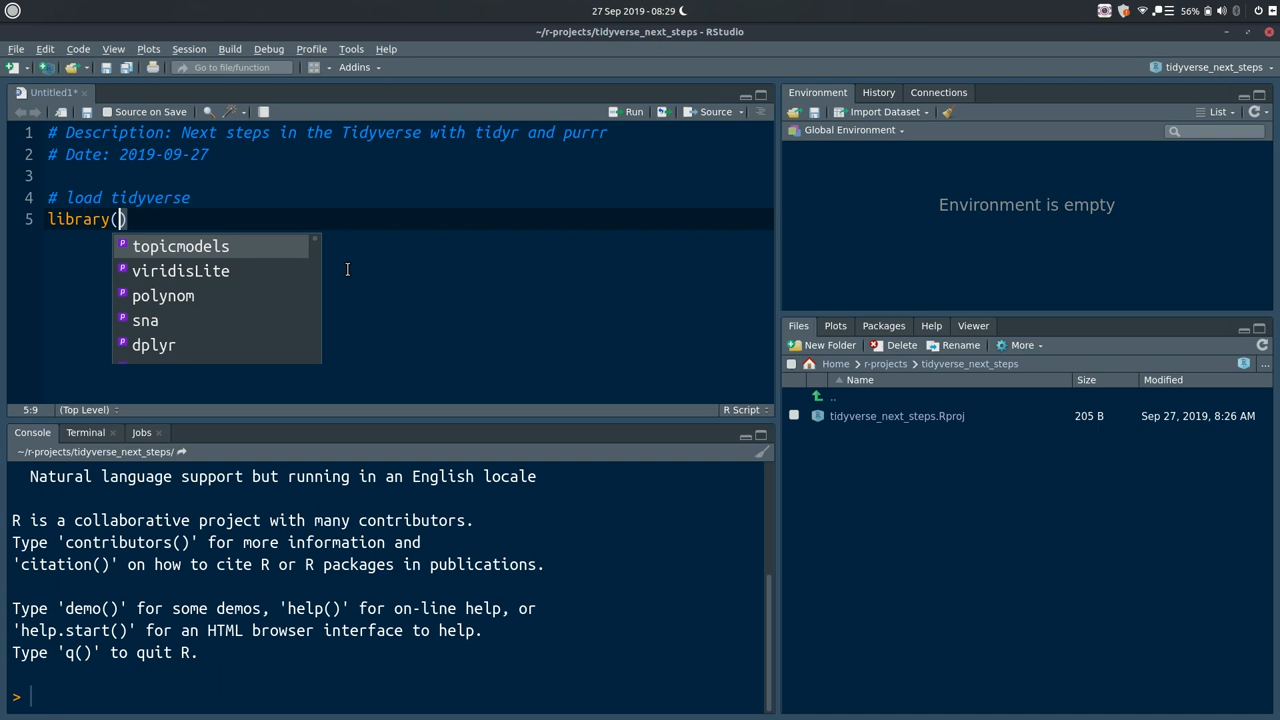 27 Sep 2019 - 08:29
56%
~/r-projects/tidyverse_next_steps - RStudio
File Edit Code View Plots Session Build Debug Profile Tools Help
Go to file/function
Addins
tidyverse_next_steps
Untitled1*
Source on Save
Run
Source
1 # Description: Next steps in the Tidyverse with tidyr and purrr
2 # Date: 2019-09-27
3
4 # load tidyverse
5 library()
topicmodels
viridisLite
polynom
sna
dplyr
5:9 (Top Level) R Script
Console Terminal Jobs
~/r-projects/tidyverse_next_steps/
Natural language support but running in an English locale
R is a collaborative project with many contributors.
Type 'contributors()' for more information and
'citation()' on how to cite R or R packages in publications.
Type 'demo()' for some demos, 'help()' for on-line help, or
'help.start()' for an HTML browser interface to help.
Type 'q()' to quit R.
>
Environment History Connections
Import Dataset
List
Global Environment
Environment is empty
Files Plots Packages Help Viewer
New Folder Delete Rename More
Home r-projects tidyverse_next_steps ...
Name Size Modified
..
tidyverse_next_steps.Rproj 205 B Sep 27, 2019, 8:26 AM